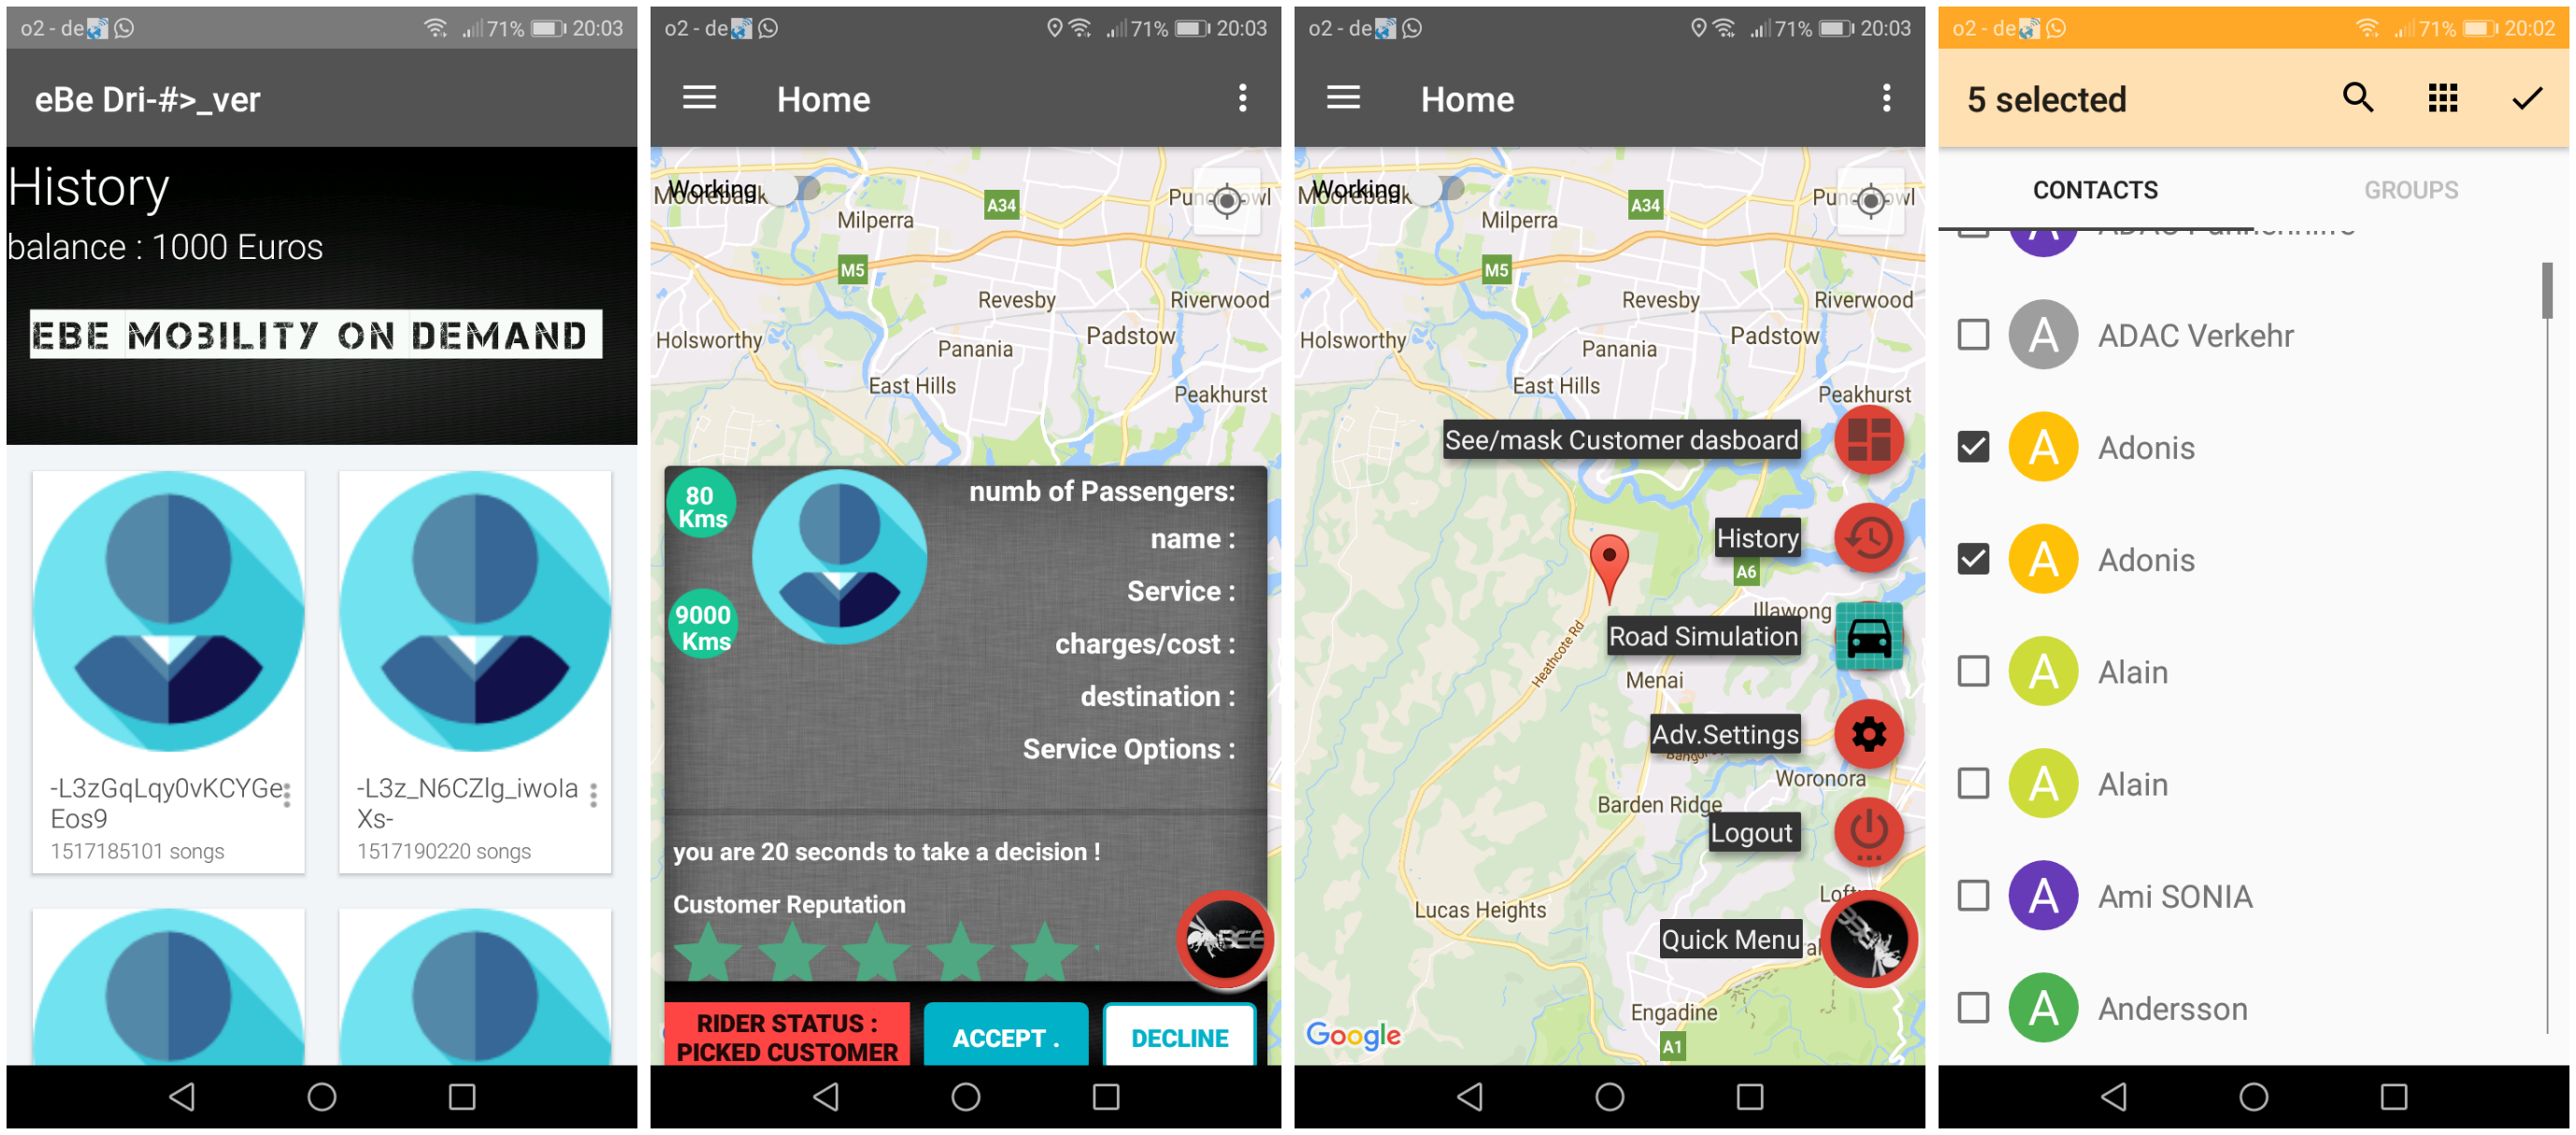 o2 - de 71% 20:03
eBe Dri-#>_ver
History
balance : 1000 Euros
EBE MOBILITY ON DEMAND
-L3zGqLqy0vKCYGe
Eos9
1517185101 songs
-L3z_N6CZlg_iwola
Xs-
1517190220 songs
o2 - de 71% 20:03
Home
Working
Moorebank
A34
Milperra
M5
Revesby
Riverwood
Holsworthy
Padstow
Panania
East Hills
Peakhurst
80
Kms
numb of Passengers:
name :
9000
Kms
Service :
charges/cost :
destination :
Service Options :
you are 20 seconds to take a decision !
Customer Reputation
BEE
RIDER STATUS :
PICKED CUSTOMER
ACCEPT .
DECLINE
o2 - de 71% 20:03
Home
Working
Moorebank
A34
Milperra
M5
Revesby
Riverwood
Holsworthy
Padstow
Panania
East Hills
Peakhurst
See/mask Customer dasboard
History
A6
Illawong
Road Simulation
Heathcote Rd
Menai
Adv.Settings
Woronora
Barden Ridge
Logout
Lucas Heights
Quick Menu
BEE
Engadine
Google
A1
o2 - de 71% 20:02
5 selected
CONTACTS
GROUPS
A ADAC Verkehr
A Adonis
A Adonis
A Alain
A Alain
A Ami SONIA
A Andersson